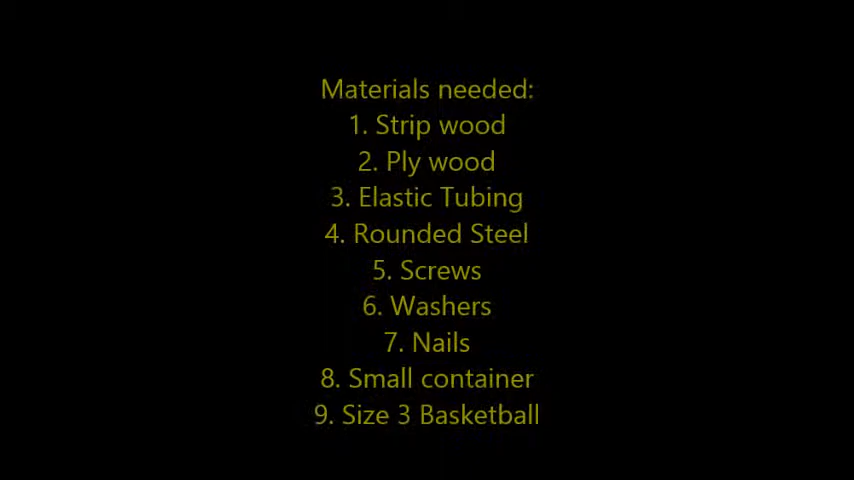 Materials needed:
1. Strip wood
2. Ply wood
3. Elastic Tubing
4. Rounded Steel
5. Screws
6. Washers
7. Nails
8. Small container
9. Size 3 Basketball